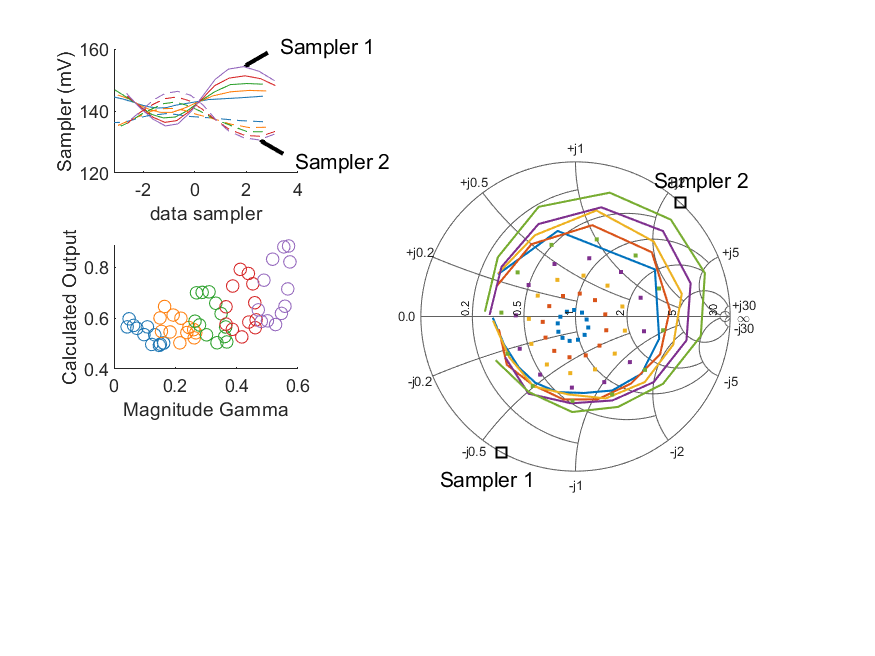 160
140
120
-2
0
2
4
Sampler (mV)
data sampler
Sampler 1
Sampler 2
0.8
0.6
0.4
0
0.2
0.4
0.6
Calculated Output
Magnitude Gamma
+j1
+j0.5
Sampler 2
+j0.2
+j5
0.0
0.2
0.5
1
2
5
30
+j30
∞
-j30
-j0.2
-j5
-j0.5
-j2
Sampler 1
-j1